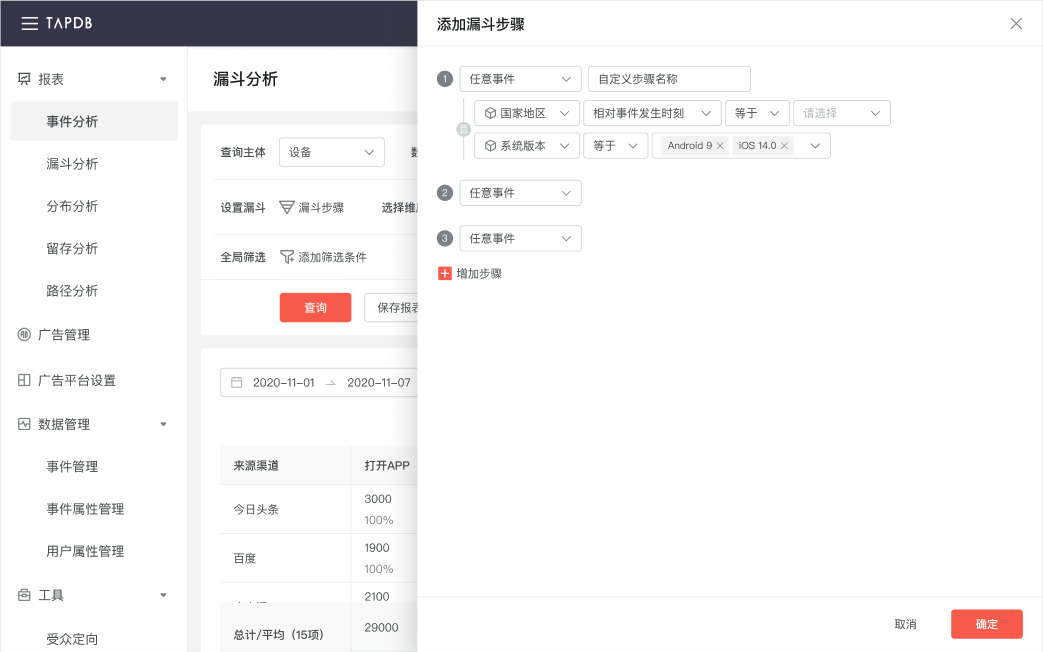 TAPDB
报表
事件分析
漏斗分析
分布分析
留存分析
路径分析
广告管理
广告平台设置
数据管理
事件管理
事件属性管理
用户属性管理
工具
受众定向
漏斗分析
查询主体 设备
设置漏斗 漏斗步骤 选择维
全局筛选 添加筛选条件
查询 保存报
2020-11-01 2020-11-07
来源渠道 打开APP
今日头条 3000
100%
百度 1900
100%
2100
总计/平均（15项） 29000
添加漏斗步骤
1 任意事件 自定义步骤名称
国家地区 相对事件发生时刻 等于 请选择
且
系统版本 等于 Android 9 iOS 14.0
2 任意事件
3 任意事件
增加步骤
取消 确定